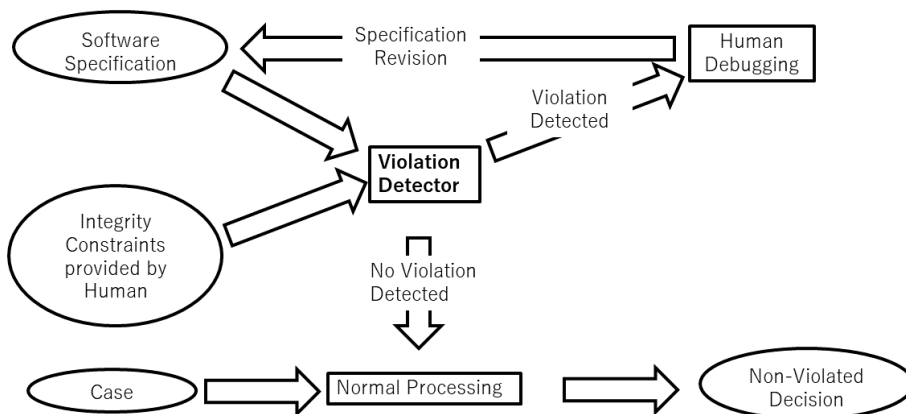 Software
Specification
Specification
Revision
Human
Debugging
Violation
Detected
Violation
Detector
Integrity
Constraints
provided by
Human
No Violation
Detected
Case
Normal Processing
Non-Violated
Decision